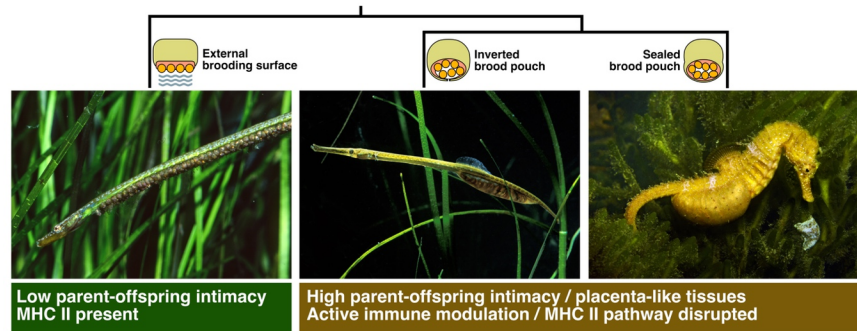 External
brooding surface
Inverted
brood pouch
Sealed
brood pouch
Low parent-offspring intimacy
MHC II present
High parent-offspring intimacy / placenta-like tissues
Active immune modulation / MHC II pathway disrupted